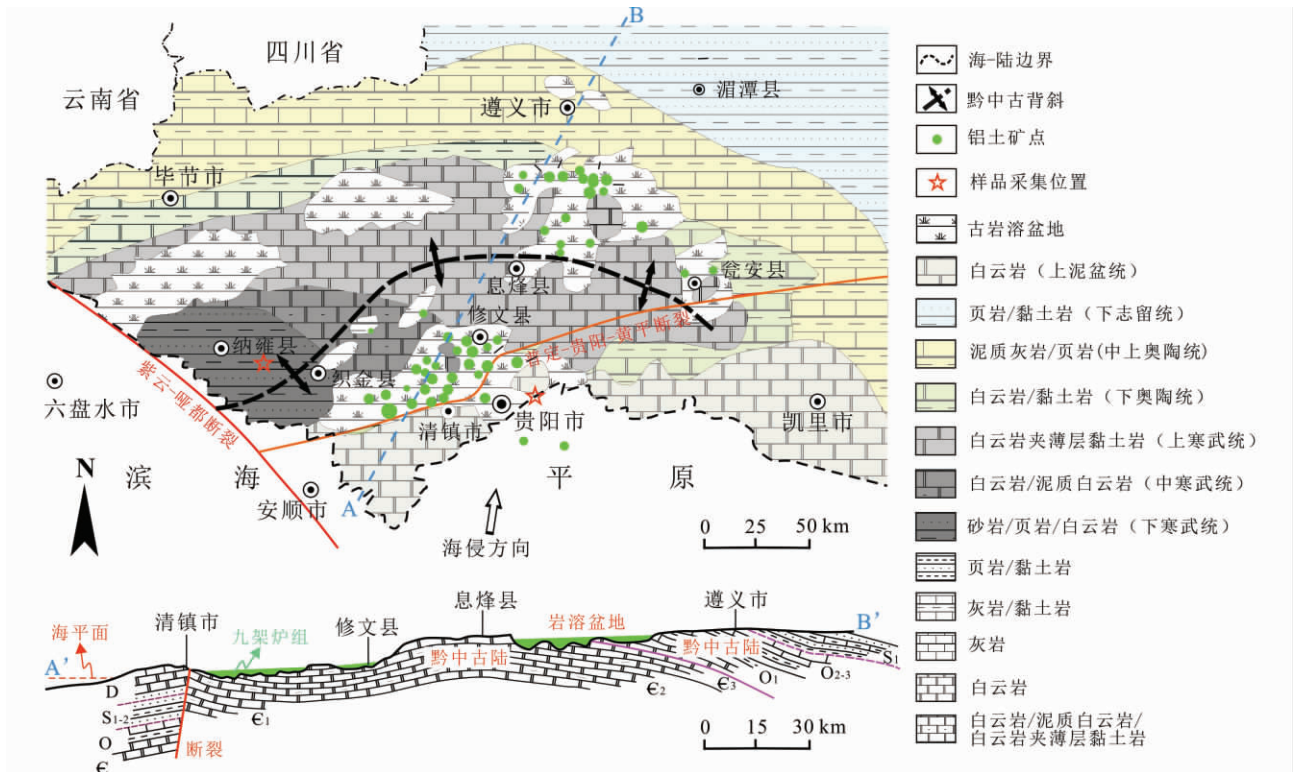 B
四川省
云南省
湄潭县
遵义市
毕节市
息烽县
瓮安县
修文县
纳雍县
织金县
普定-贵阳-黄平断裂
紫云-哑都断裂
六盘水市
清镇市
贵阳市
凯里市
N
滨 海 平 原
安顺市
A
海侵方向
0 25 50 km
海-陆边界
黔中古背斜
铝土矿点
样品采集位置
古岩溶盆地
白云岩（上泥盆统）
页岩/黏土岩（下志留统）
泥质灰岩/页岩(中上奥陶统)
白云岩/黏土岩（下奥陶统）
白云岩夹薄层黏土岩（上寒武统）
白云岩/泥质白云岩（中寒武统）
砂岩/页岩/白云岩（下寒武统）
页岩/黏土岩
灰岩/黏土岩
灰岩
白云岩
白云岩/泥质白云岩/
白云岩夹薄层黏土岩
海平面
清镇市
九架炉组
修文县
息烽县
岩溶盆地
遵义市
A'
B'
黔中古陆
黔中古陆
D
S₁₋₂
O
Є
断裂
Є₁
Є₂
Є₃
O₁
O₂₋₃
S₁
0 15 30 km